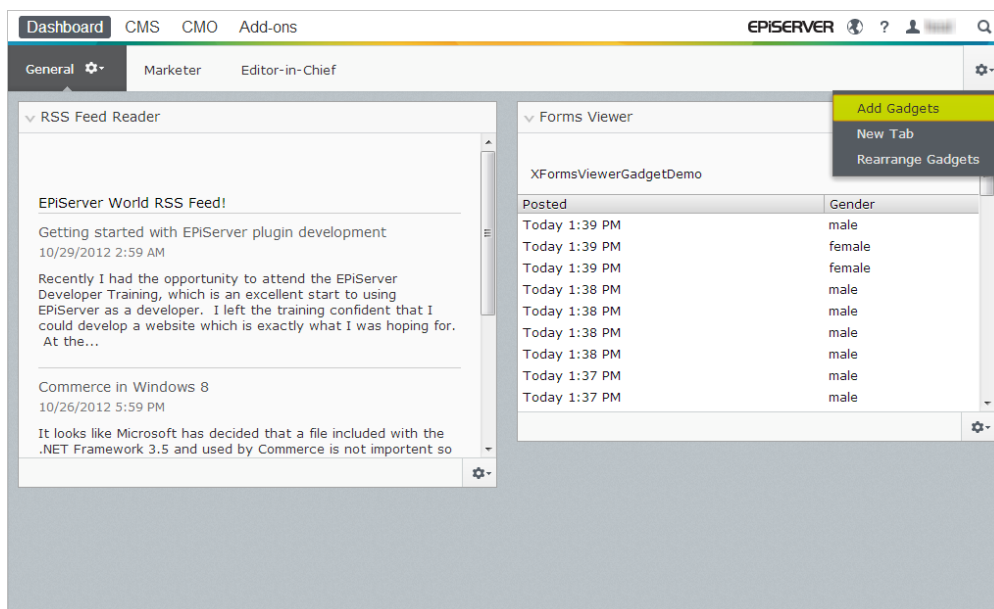 Dashboard CMS CMO Add-ons EPiSERVER ?
General Marketer Editor-in-Chief
Add Gadgets
New Tab
Rearrange Gadgets
RSS Feed Reader
EPiServer World RSS Feed!
Getting started with EPiServer plugin development
10/29/2012 2:59 AM
Recently I had the opportunity to attend the EPiServer
Developer Training, which is an excellent start to using
EPiServer as a developer. I left the training confident that I
could develop a website which is exactly what I was hoping for.
At the...
Commerce in Windows 8
10/26/2012 5:59 PM
It looks like Microsoft has decided that a file included with the
.NET Framework 3.5 and used by Commerce is not importent so
Forms Viewer
XFormsViewerGadgetDemo
Posted Gender
Today 1:39 PM male
Today 1:39 PM female
Today 1:39 PM female
Today 1:38 PM male
Today 1:38 PM male
Today 1:38 PM male
Today 1:38 PM male
Today 1:37 PM male
Today 1:37 PM male